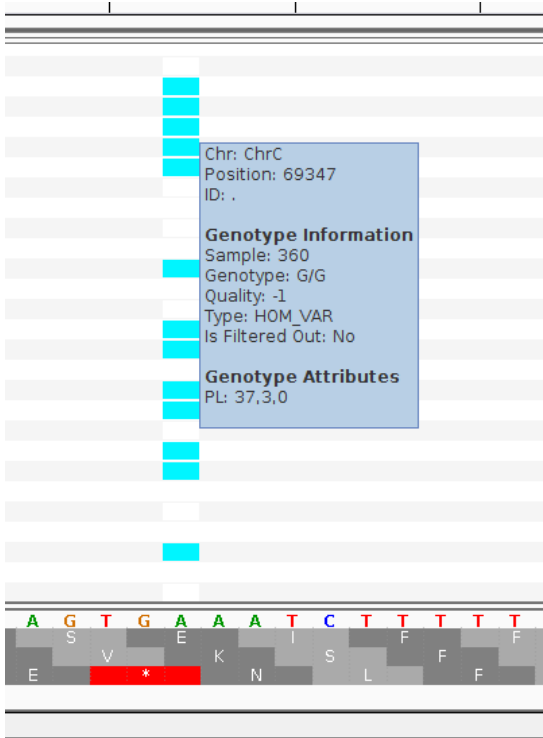 Chr: ChrC
Position: 69347
ID: .
Genotype Information
Sample: 360
Genotype: G/G
Quality: -1
Type: HOM_VAR
Is Filtered Out: No
Genotype Attributes
PL: 37,3,0
A G T G A A A T C T T T T T
S E I F F
V K S F
E * N L F